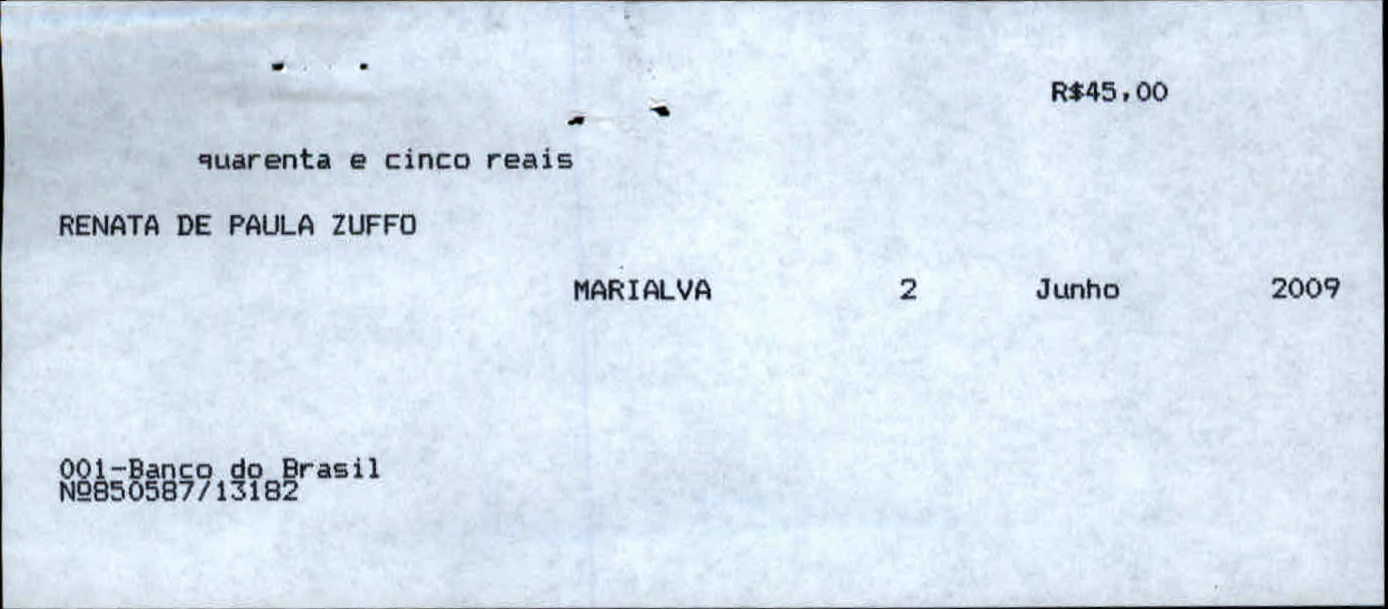 R$45,00
quarenta e cinco reais
RENATA DE PAULA ZUFFO
MARIALVA 2 Junho 2009
001-Banco do Brasil
Nº850587/13182